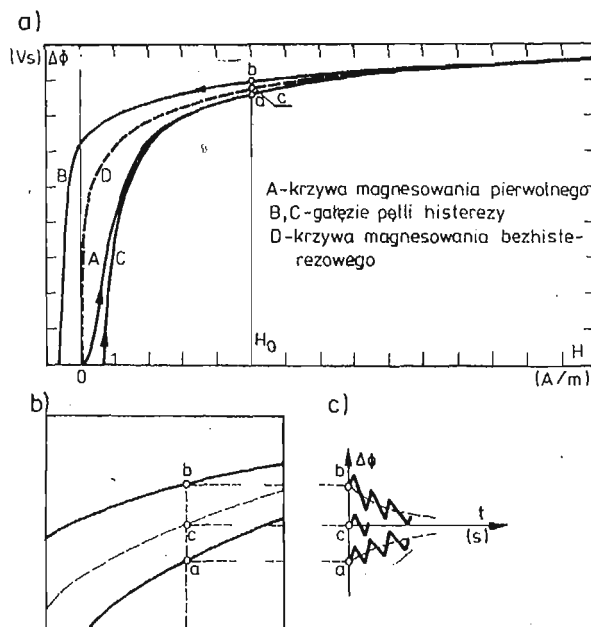 a)
(Vs) ΔΦ
b
a
c
B
D
A
C
A-krzywa magnesowania pierwotnego
B,C-gałęzie pętli histerezy
D-krzywa magnesowania bezhiste-
rezowego
H₀
H
0
1
(A/m)
b)
b
c
a
c)
ΔΦ
b
c
a
t
(s)